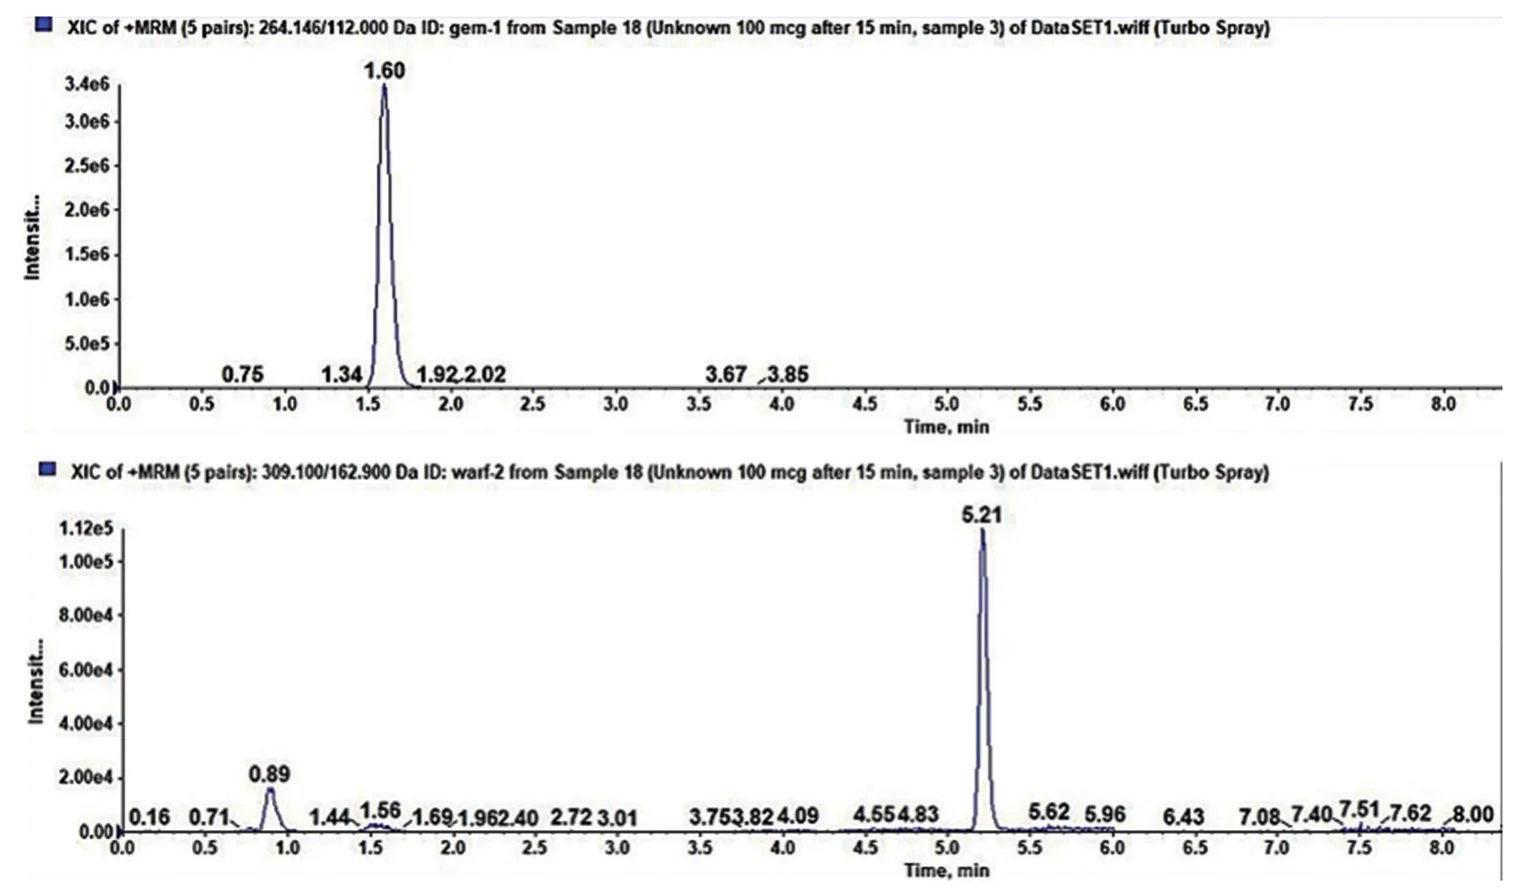 XIC of +MRM (5 pairs): 264.146/112.000 Da ID: gem-1 from Sample 18 (Unknown 100 mcg after 15 min, sample 3) of DataSET1.wiff (Turbo Spray)
1.60
3.4e6
3.0e6
2.5e6
2.0e6
1.5e6
1.0e6
5.0e5
0.0
Intensit...
0.75 1.34 1.92 2.02 3.67 3.85
0.0 0.5 1.0 1.5 2.0 2.5 3.0 3.5 4.0 4.5 5.0 5.5 6.0 6.5 7.0 7.5 8.0
Time, min
XIC of +MRM (5 pairs): 309.100/162.900 Da ID: warf-2 from Sample 18 (Unknown 100 mcg after 15 min, sample 3) of DataSET1.wiff (Turbo Spray)
5.21
1.12e5
1.00e5
8.00e4
6.00e4
4.00e4
2.00e4
0.00
Intensit...
0.89
0.16 0.71 1.44 1.56 1.69 1.96 2.40 2.72 3.01 3.75 3.82 4.09 4.55 4.83 5.62 5.96 6.43 7.08 7.40 7.51 7.62 8.00
0.0 0.5 1.0 1.5 2.0 2.5 3.0 3.5 4.0 4.5 5.0 5.5 6.0 6.5 7.0 7.5 8.0
Time, min